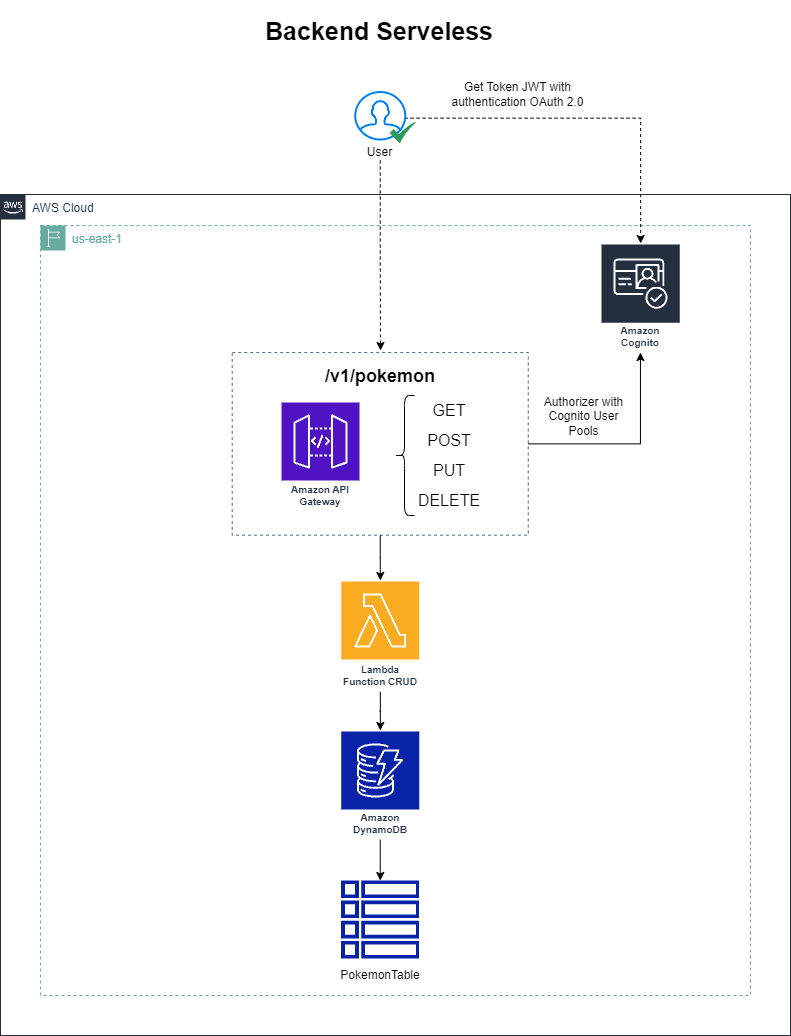 Backend Serveless
Get Token JWT with
authentication OAuth 2.0
User
aws
AWS Cloud
us-east-1
Amazon
Cognito
/v1/pokemon
GET
POST
PUT
DELETE
Amazon API
Gateway
Authorizer with
Cognito User
Pools
Lambda
Function CRUD
Amazon
DynamoDB
PokemonTable